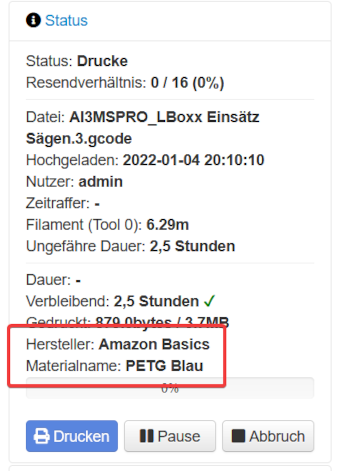 Status
Status: Drucke
Resendverhältnis: 0 / 16 (0%)
Datei: AI3MSPRO_LBoxx Einsätz
Sägen.3.gcode
Hochgeladen: 2022-01-04 20:10:10
Nutzer: admin
Zeitraffer: -
Filament (Tool 0): 6.29m
Ungefähre Dauer: 2,5 Stunden
Dauer: -
Verbleibend: 2,5 Stunden ✓
Gedruckt: 879.0bytes / 3.7MB
Hersteller: Amazon Basics
Materialname: PETG Blau
0%
Drucken Pause Abbruch